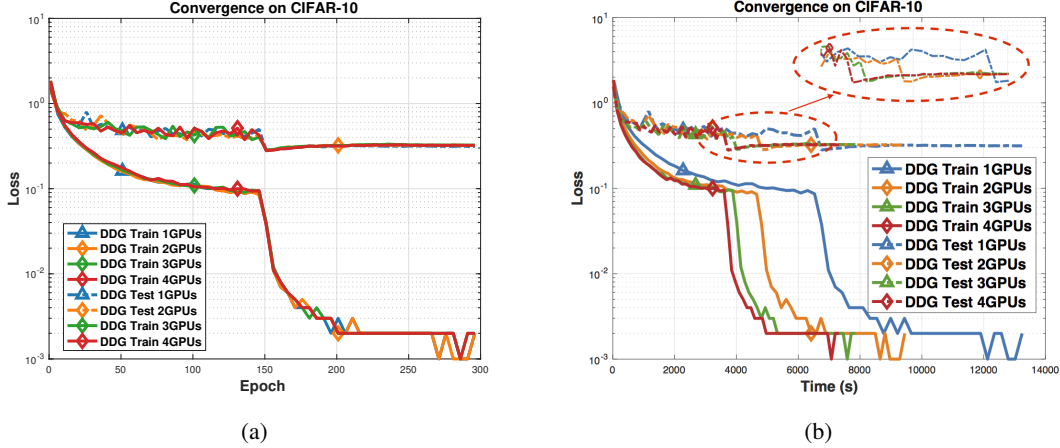 Convergence on CIFAR-10
Loss
10^1
10^0
10^-1
10^-2
10^-3
DDG Train 1GPUs
DDG Train 2GPUs
DDG Train 3GPUs
DDG Train 4GPUs
DDG Test 1GPUs
DDG Test 2GPUs
DDG Train 3GPUs
DDG Train 4GPUs
0 50 100 150 200 250 300
Epoch
(a)
Convergence on CIFAR-10
Loss
10^1
10^0
10^-1
10^-2
10^-3
DDG Train 1GPUs
DDG Train 2GPUs
DDG Train 3GPUs
DDG Train 4GPUs
DDG Test 1GPUs
DDG Test 2GPUs
DDG Test 3GPUs
DDG Test 4GPUs
0 2000 4000 6000 8000 10000 12000 14000
Time (s)
(b)